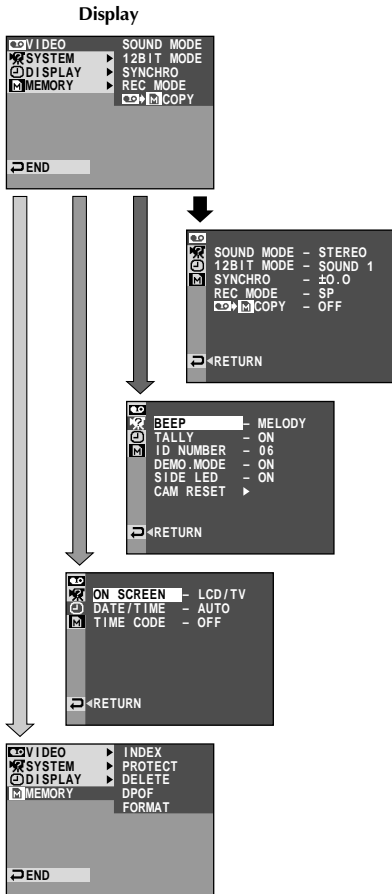 Display
VIDEO SOUND MODE
SYSTEM 12BIT MODE
DISPLAY SYNCHRO
MEMORY REC MODE
COPY
END
SOUND MODE – STEREO
12BIT MODE – SOUND 1
SYNCHRO – ±0.0
REC MODE – SP
COPY – OFF
RETURN
BEEP – MELODY
TALLY – ON
ID NUMBER – 06
DEMO.MODE – ON
SIDE LED – ON
CAM RESET
RETURN
ON SCREEN – LCD/TV
DATE/TIME – AUTO
TIME CODE – OFF
RETURN
VIDEO INDEX
SYSTEM PROTECT
DISPLAY DELETE
MEMORY DPOF
FORMAT
END